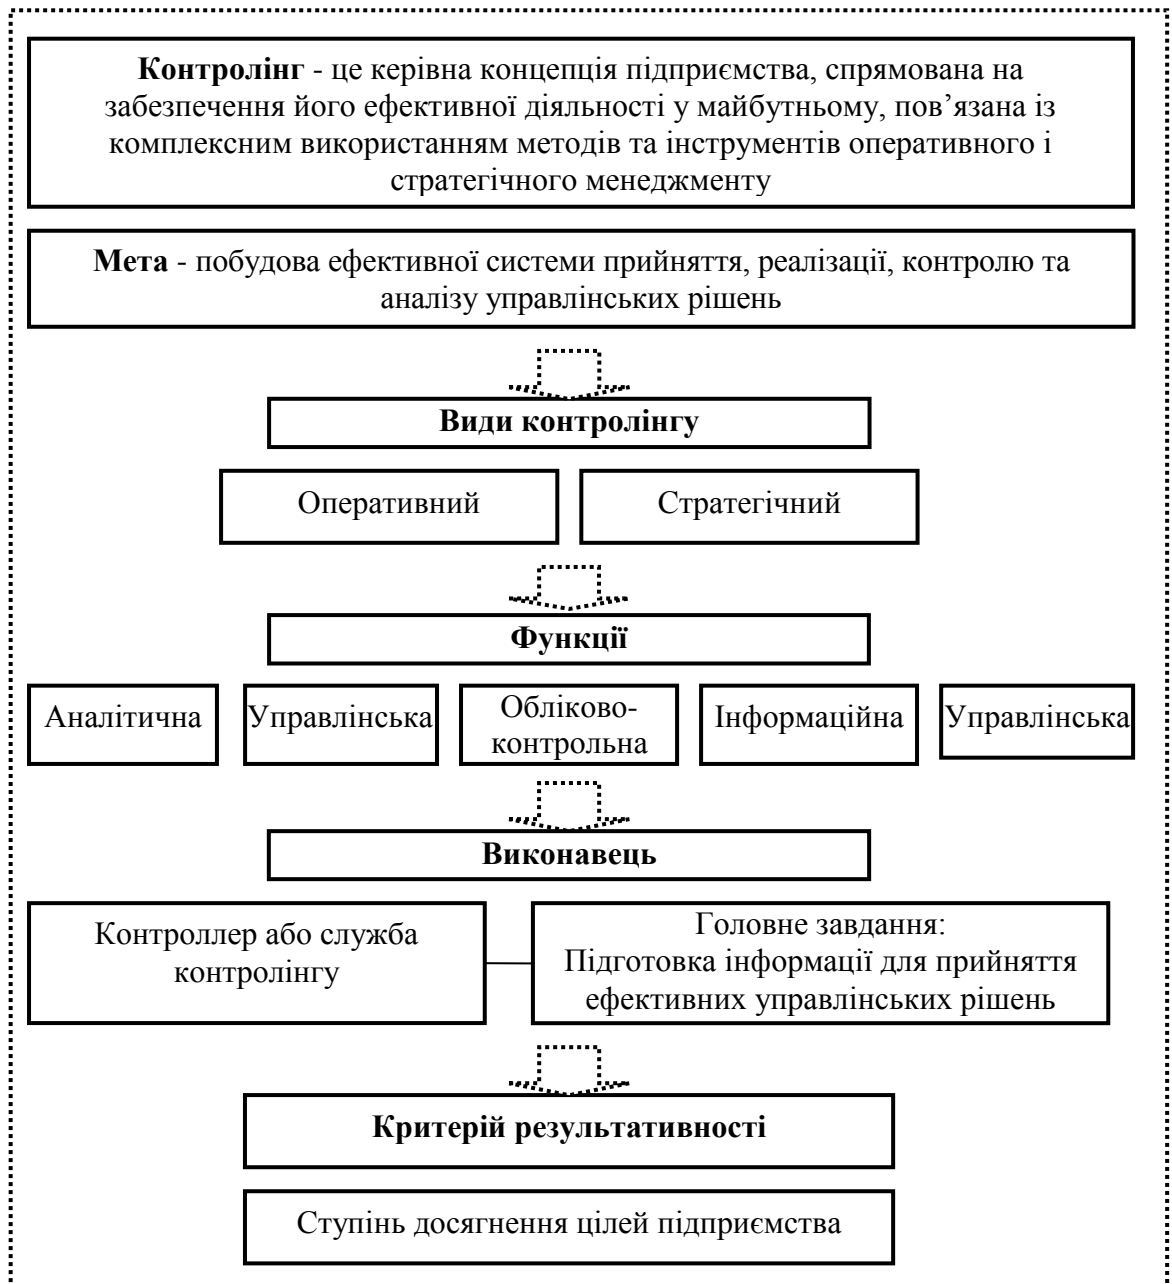 Контролінг - це керівна концепція підприємства, спрямована на
забезпечення його ефективної діяльності у майбутньому, пов’язана із
комплексним використанням методів та інструментів оперативного і
стратегічного менеджменту
Мета - побудова ефективної системи прийняття, реалізації, контролю та
аналізу управлінських рішень
Види контролінгу
Оперативний
Стратегічний
Функції
Аналітична
Управлінська
Обліково-
контрольна
Інформаційна
Управлінська
Виконавець
Контроллер або служба
контролінгу
Головне завдання:
Підготовка інформації для прийняття
ефективних управлінських рішень
Критерій результативності
Ступінь досягнення цілей підприємства